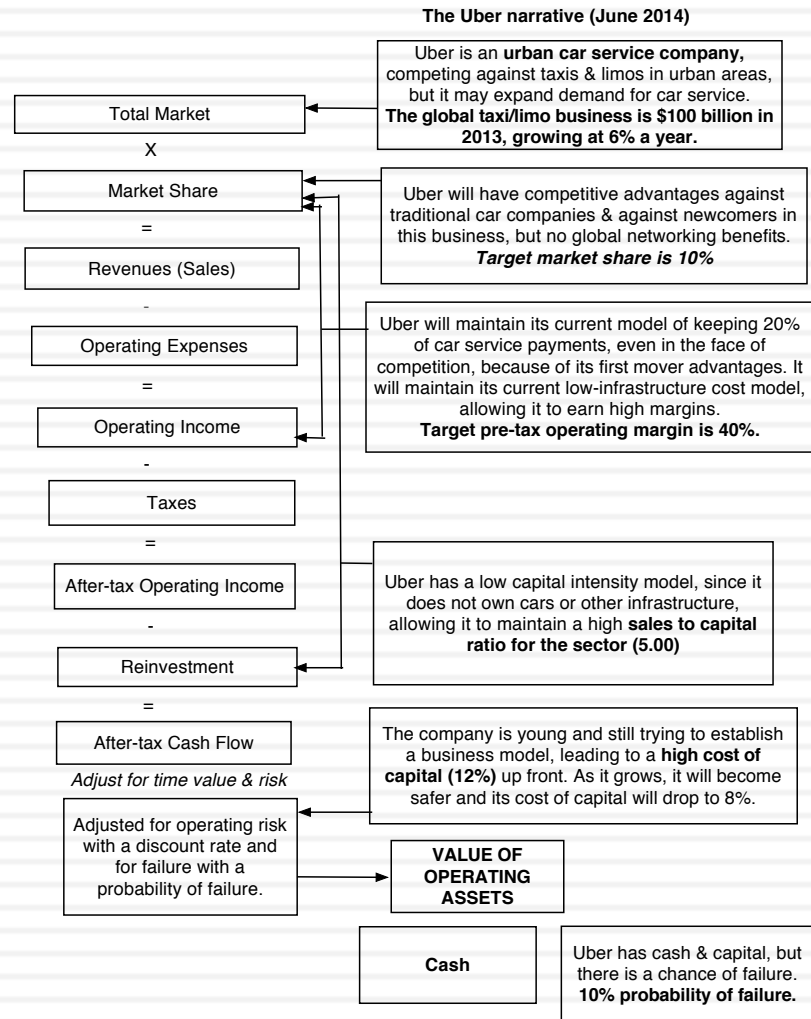 The Uber narrative (June 2014)
Uber is an urban car service company,
competing against taxis & limos in urban areas,
but it may expand demand for car service.
The global taxi/limo business is $100 billion in
2013, growing at 6% a year.
Total Market
X
Market Share
Uber will have competitive advantages against
traditional car companies & against newcomers in
this business, but no global networking benefits.
Target market share is 10%
=
Revenues (Sales)
-
Operating Expenses
Uber will maintain its current model of keeping 20%
of car service payments, even in the face of
competition, because of its first mover advantages. It
will maintain its current low-infrastructure cost model,
allowing it to earn high margins.
Target pre-tax operating margin is 40%.
=
Operating Income
-
Taxes
=
After-tax Operating Income
Uber has a low capital intensity model, since it
does not own cars or other infrastructure,
allowing it to maintain a high sales to capital
ratio for the sector (5.00)
-
Reinvestment
=
After-tax Cash Flow
The company is young and still trying to establish
a business model, leading to a high cost of
capital (12%) up front. As it grows, it will become
safer and its cost of capital will drop to 8%.
Adjust for time value & risk
Adjusted for operating risk
with a discount rate and
for failure with a
probability of failure.
VALUE OF
OPERATING
ASSETS
Cash
Uber has cash & capital, but
there is a chance of failure.
10% probability of failure.